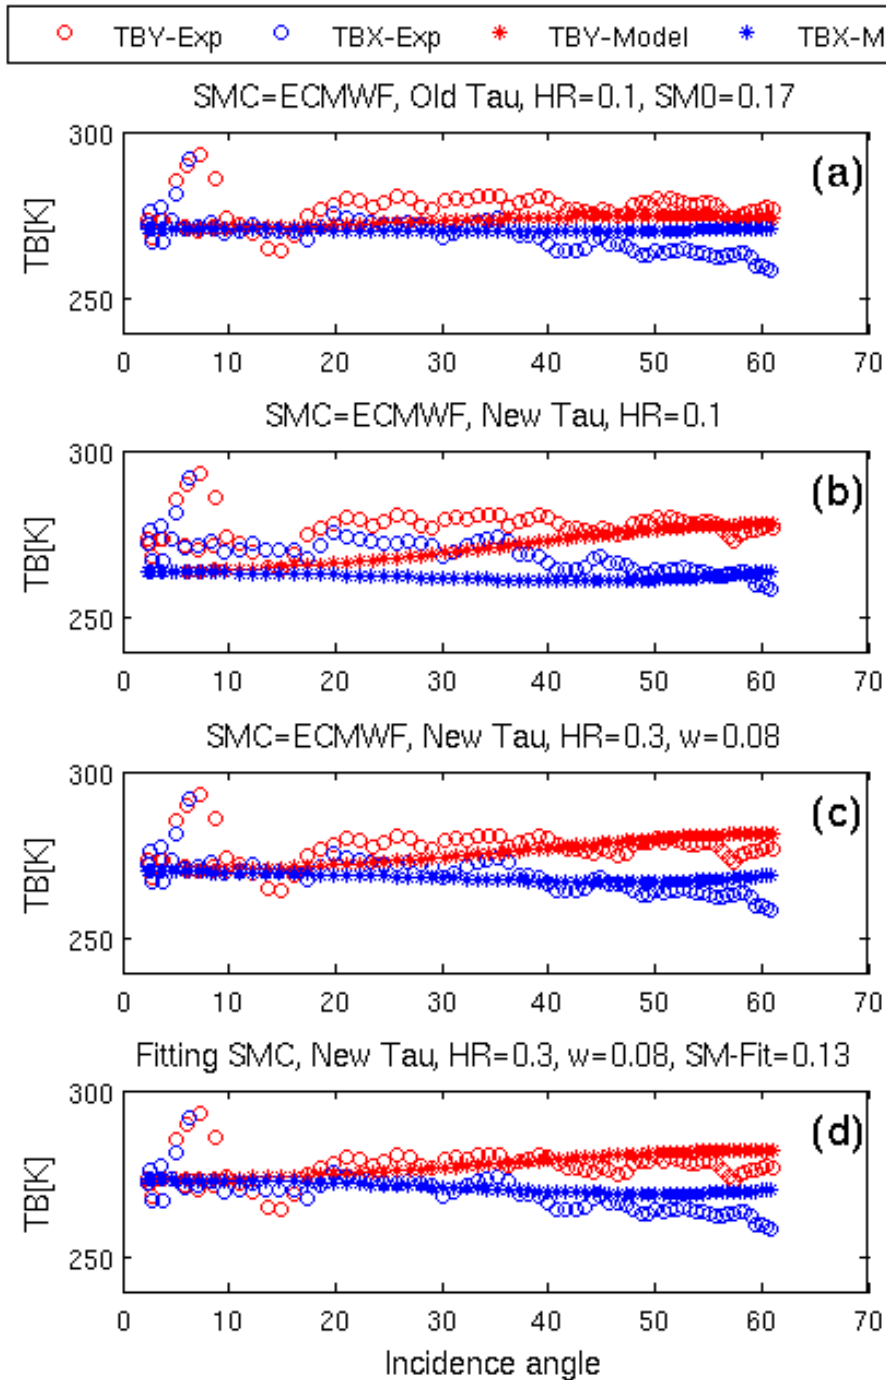 TBY-Exp TBX-Exp TBY-Model TBX-M
SMC=ECMWF, Old Tau, HR=0.1, SM0=0.17
300
(a)
TB[K]
250
0 10 20 30 40 50 60 70
SMC=ECMWF, New Tau, HR=0.1
300
(b)
TB[K]
250
0 10 20 30 40 50 60 70
SMC=ECMWF, New Tau, HR=0.3, w=0.08
300
(c)
TB[K]
250
0 10 20 30 40 50 60 70
Fitting SMC, New Tau, HR=0.3, w=0.08, SM-Fit=0.13
300
(d)
TB[K]
250
0 10 20 30 40 50 60 70
Incidence angle